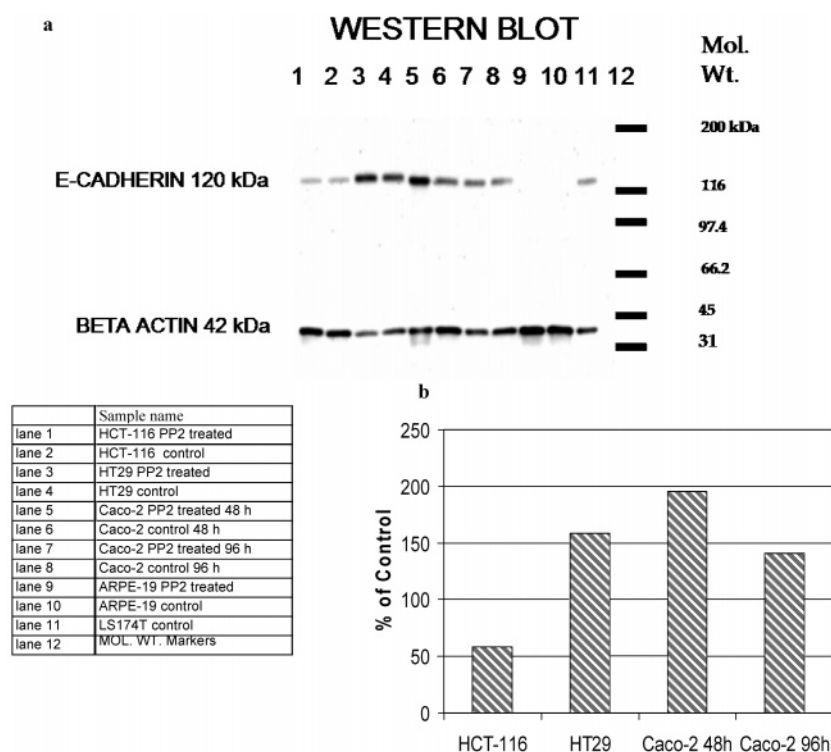 a
WESTERN BLOT
Mol.
Wt.
1 2 3 4 5 6 7 8 9 10 11 12
200 kDa
E-CADHERIN 120 kDa
116
97.4
66.2
45
BETA ACTIN 42 kDa
31
Sample name
lane 1 HCT-116 PP2 treated
lane 2 HCT-116 control
lane 3 HT29 PP2 treated
lane 4 HT29 control
lane 5 Caco-2 PP2 treated 48 h
lane 6 Caco-2 control 48 h
lane 7 Caco-2 PP2 treated 96 h
lane 8 Caco-2 control 96 h
lane 9 ARPE-19 PP2 treated
lane 10 ARPE-19 control
lane 11 LS174T control
lane 12 MOL. WT. Markers
b
250
200
150
100
50
0
% of Control
HCT-116 HT29 Caco-2 48h Caco-2 96h